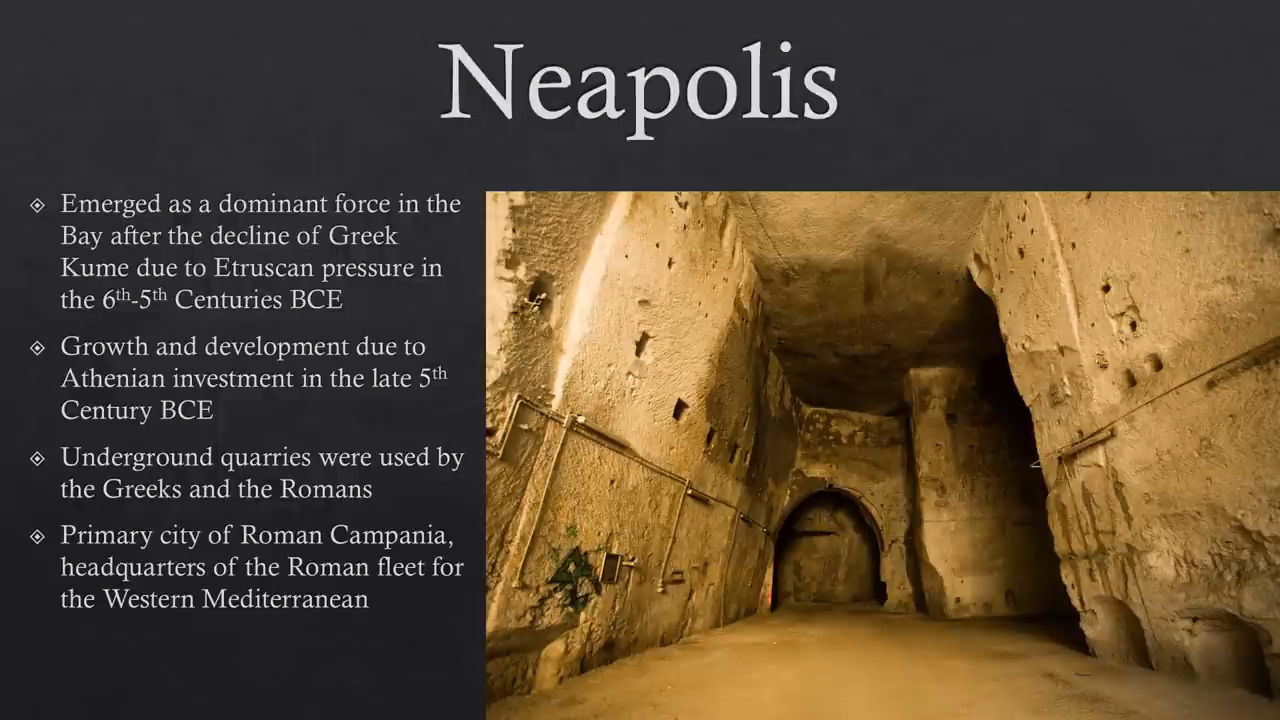 Neapolis
Emerged as a dominant force in the
Bay after the decline of Greek
Kume due to Etruscan pressure in
the 6th-5th Centuries BCE
Growth and development due to
Athenian investment in the late 5th
Century BCE
Underground quarries were used by
the Greeks and the Romans
Primary city of Roman Campania,
headquarters of the Roman fleet for
the Western Mediterranean